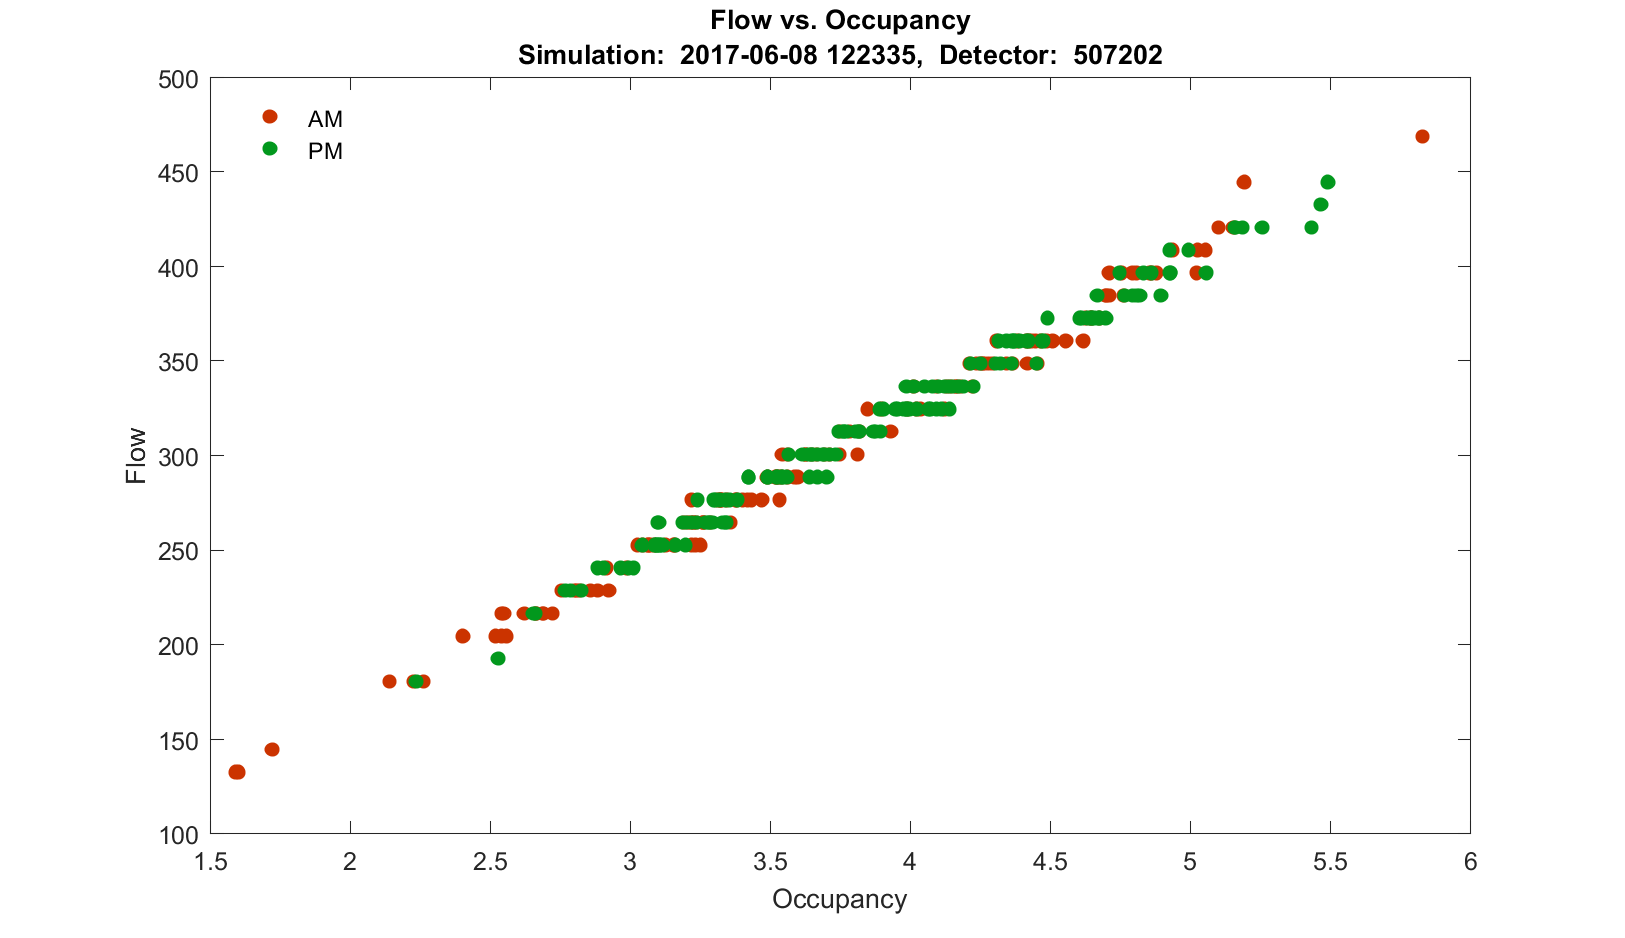 Flow vs. Occupancy
Simulation:  2017-06-08 122335,  Detector:  507202
AM
PM
500
450
400
350
300
250
200
150
100
Flow
1.5 2 2.5 3 3.5 4 4.5 5 5.5 6
Occupancy